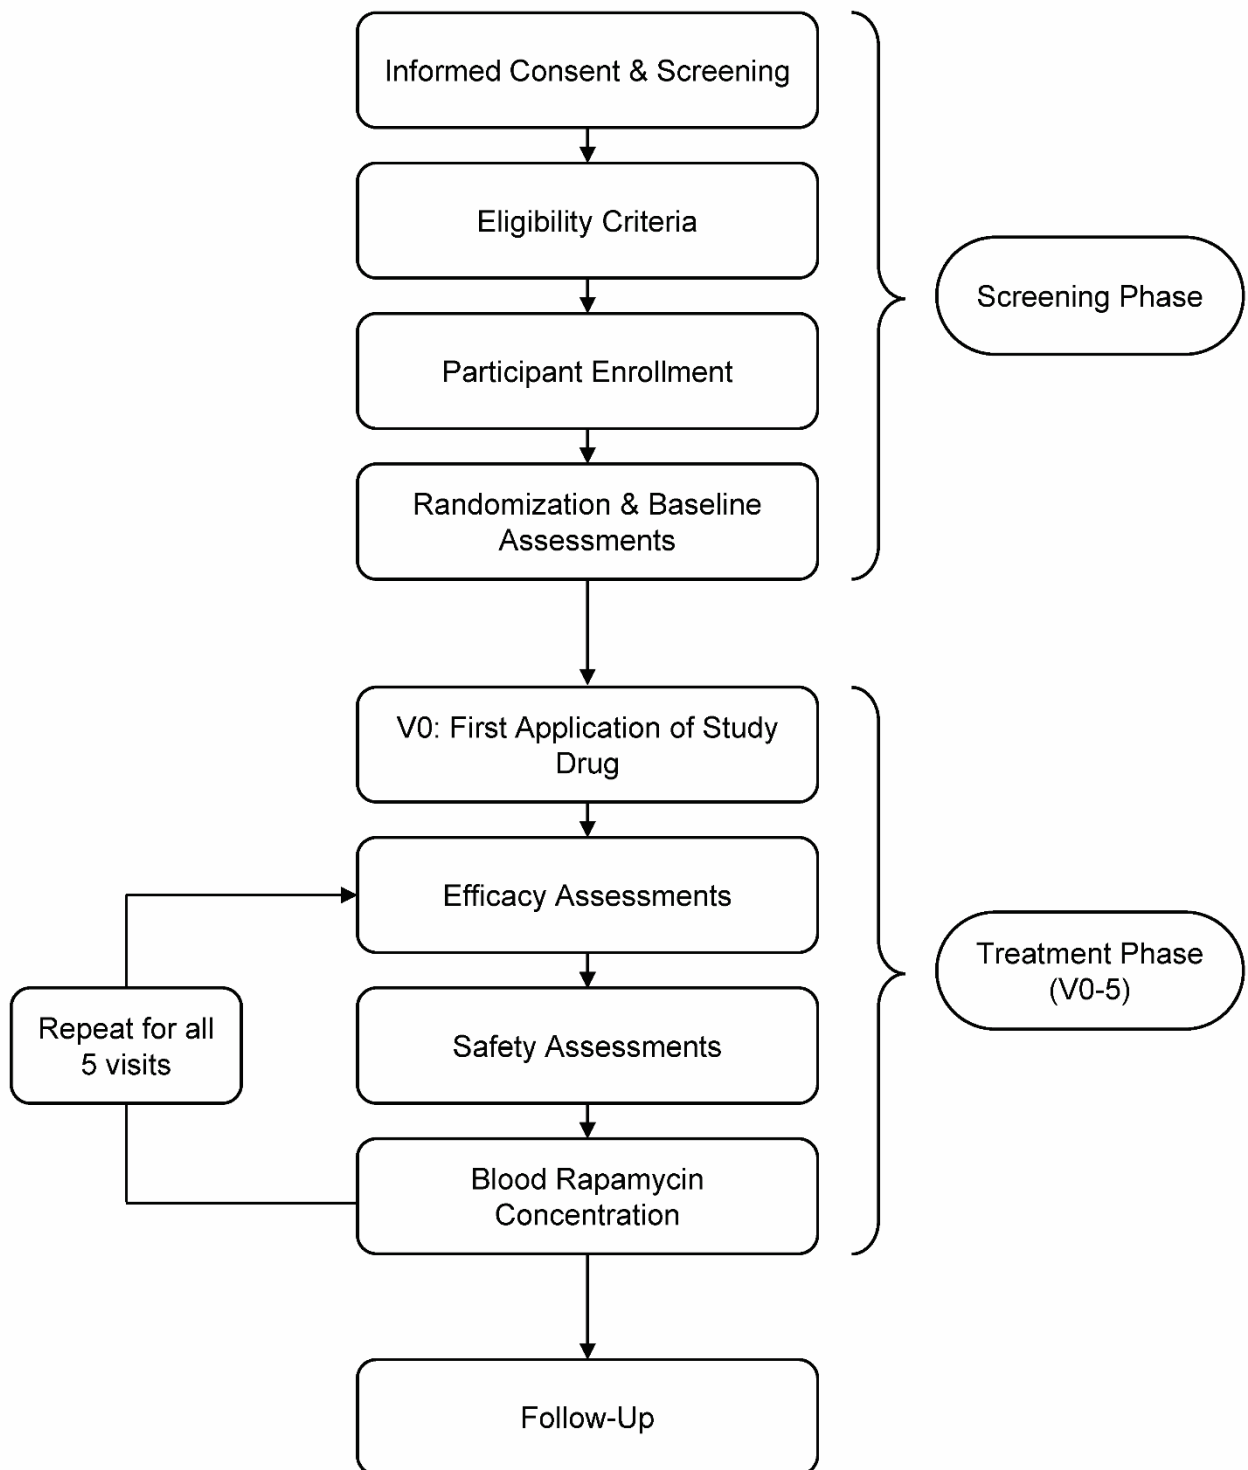 Informed Consent & Screening
Eligibility Criteria
Screening Phase
Participant Enrollment
Randomization & Baseline
Assessments
V0: First Application of Study
Drug
Efficacy Assessments
Treatment Phase
(V0-5)
Repeat for all
5 visits
Safety Assessments
Blood Rapamycin
Concentration
Follow-Up